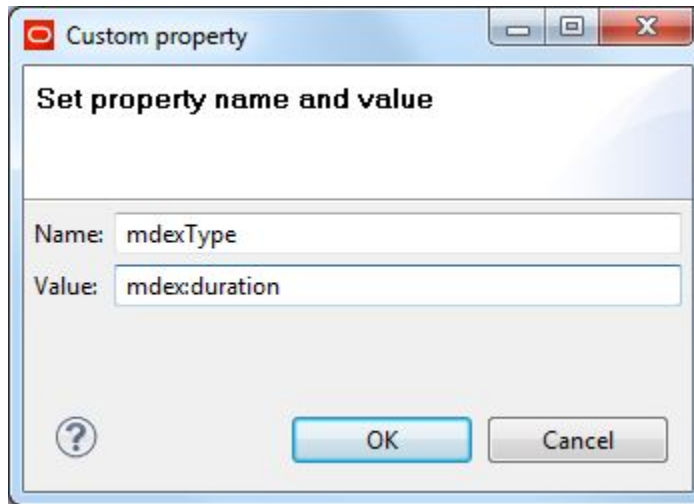 Custom property
Set property name and value
Name: mdexType
Value: mdex:duration
?
OK Cancel